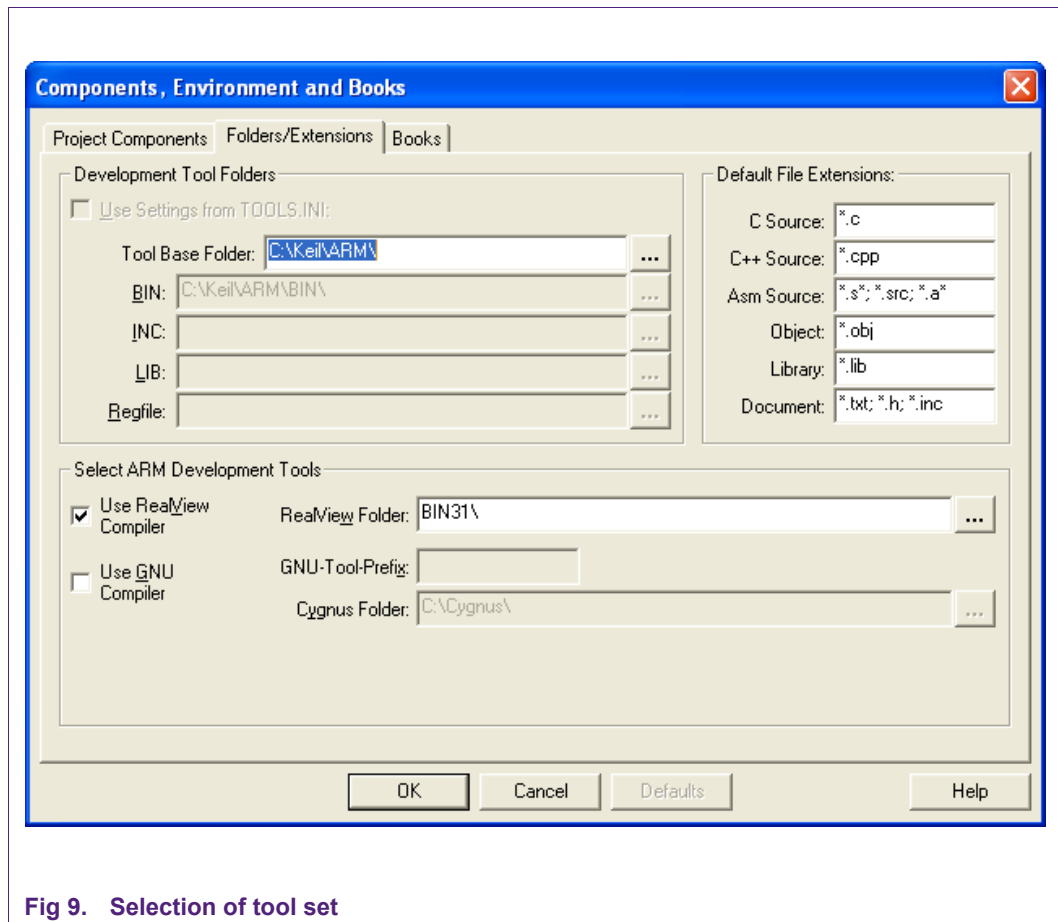 Components, Environment and Books
Project Components Folders/Extensions Books
Development Tool Folders
Use Settings from TOOLS.INI:
Tool Base Folder: C:\Keil\ARM\ ...
BIN: C:\Keil\ARM\BIN\ ...
INC: ...
LIB: ...
Regfile: ...
Default File Extensions:
C Source: *.c
C++ Source: *.cpp
Asm Source: *.s*; *.src; *.a*
Object: *.obj
Library: *.lib
Document: *.txt; *.h; *.inc
Select ARM Development Tools
Use RealView
Compiler
RealView Folder: BIN31\ ...
Use GNU
Compiler
GNU-Tool-Prefix:
Cygnus Folder: C:\Cygnus\ ...
OK Cancel Defaults Help
Fig 9. Selection of tool set